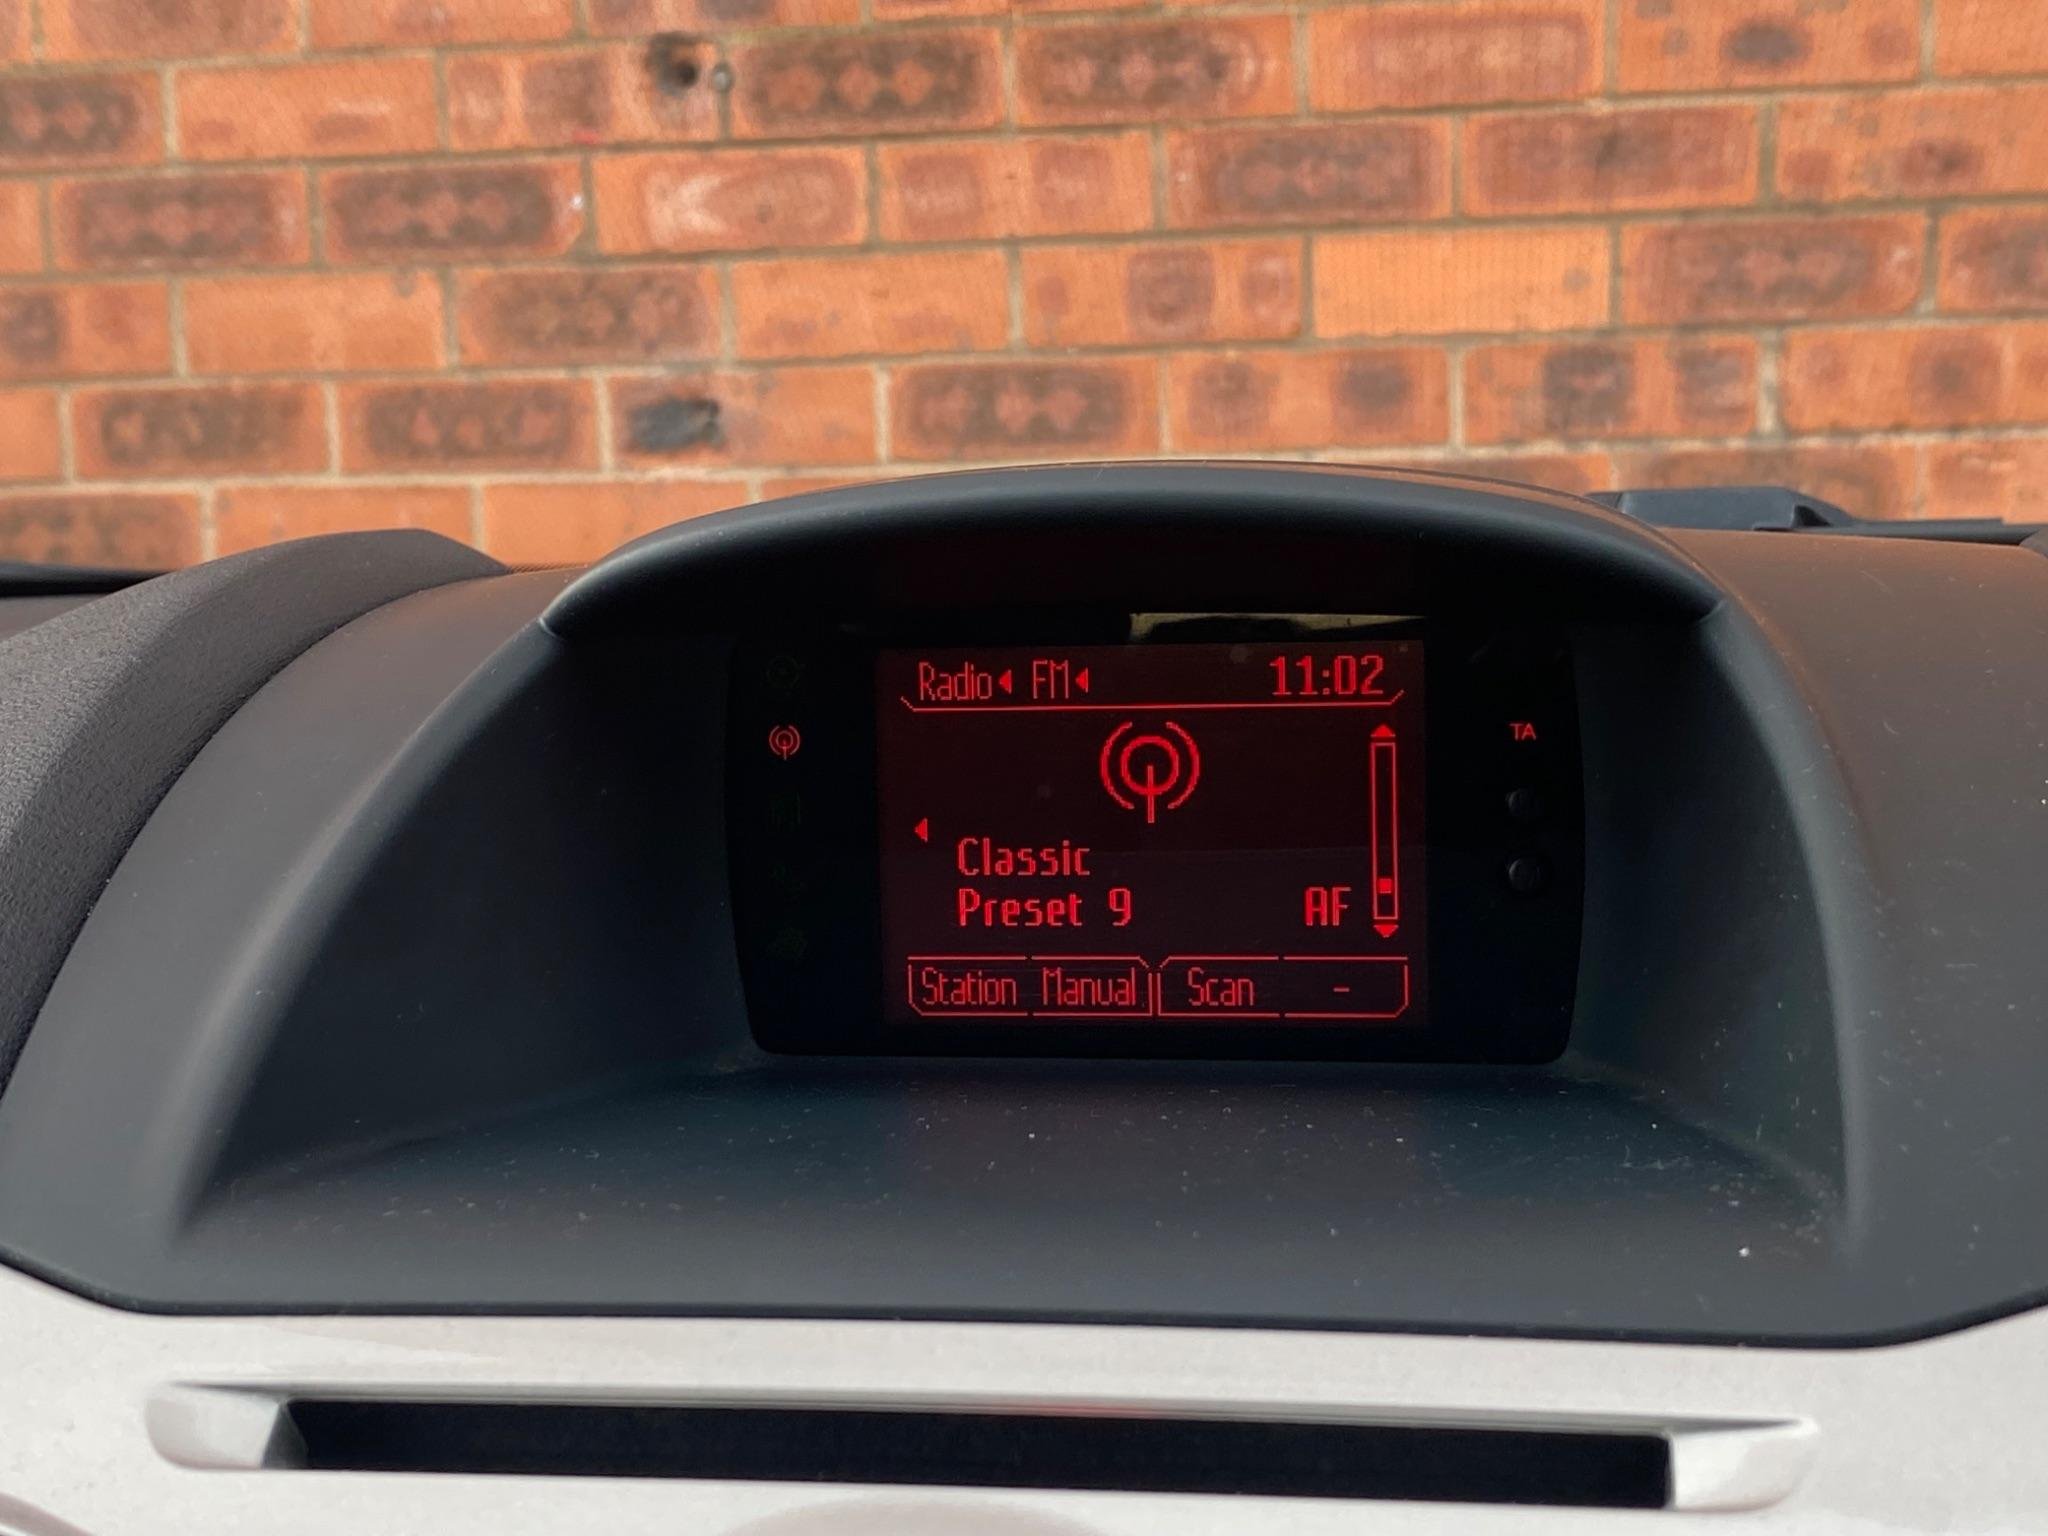 Radio FM 11:02
TA
Classic
Preset 9 AF
Station Manual Scan -